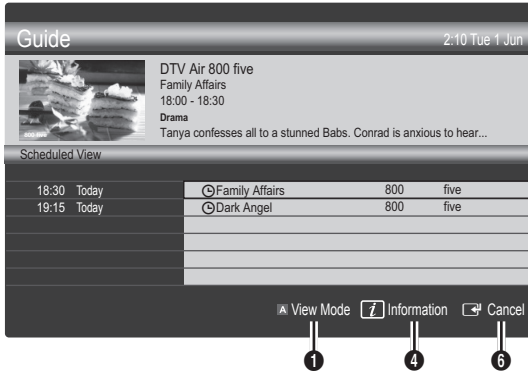 Guide 2:10 Tue 1 Jun
DTV Air 800 five
Family Affairs
18:00 - 18:30
Drama
Tanya confesses all to a stunned Babs. Conrad is anxious to hear...
800 five
Scheduled View
18:30 Today Family Affairs 800 five
19:15 Today Dark Angel 800 five
A View Mode i Information Cancel
1 4 6